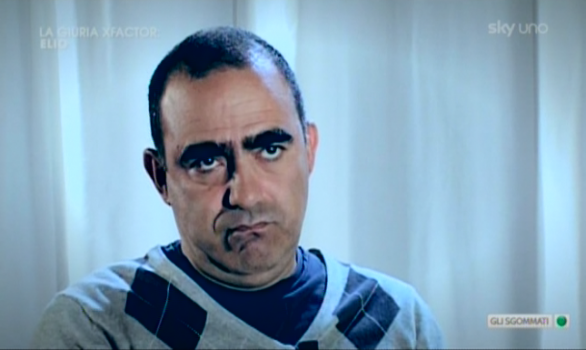 LA GIURIA XFACTOR.
ELIO
sky uno
GLI SGOMMATI